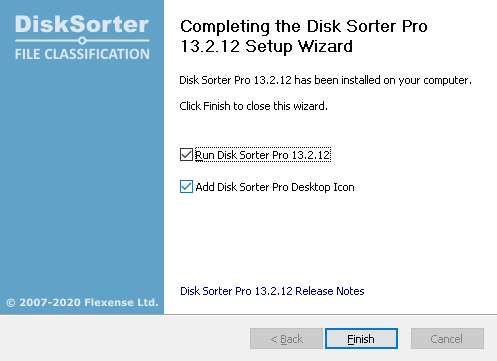 DiskSorter
FILE CLASSIFICATION
Completing the Disk Sorter Pro
13.2.12 Setup Wizard
Disk Sorter Pro 13.2.12 has been installed on your computer.
Click Finish to close this wizard.
Run Disk Sorter Pro 13.2.12
Add Disk Sorter Pro Desktop Icon
Disk Sorter Pro 13.2.12 Release Notes
© 2007-2020 Flexense Ltd.
< Back
Finish
Cancel